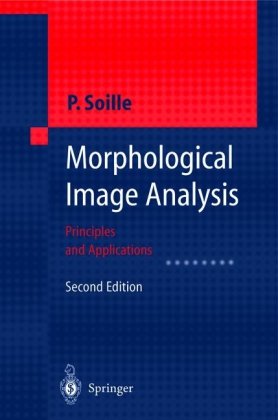 P. Soille
Morphological
Image Analysis
Principles
and Applications
Second Edition
Springer